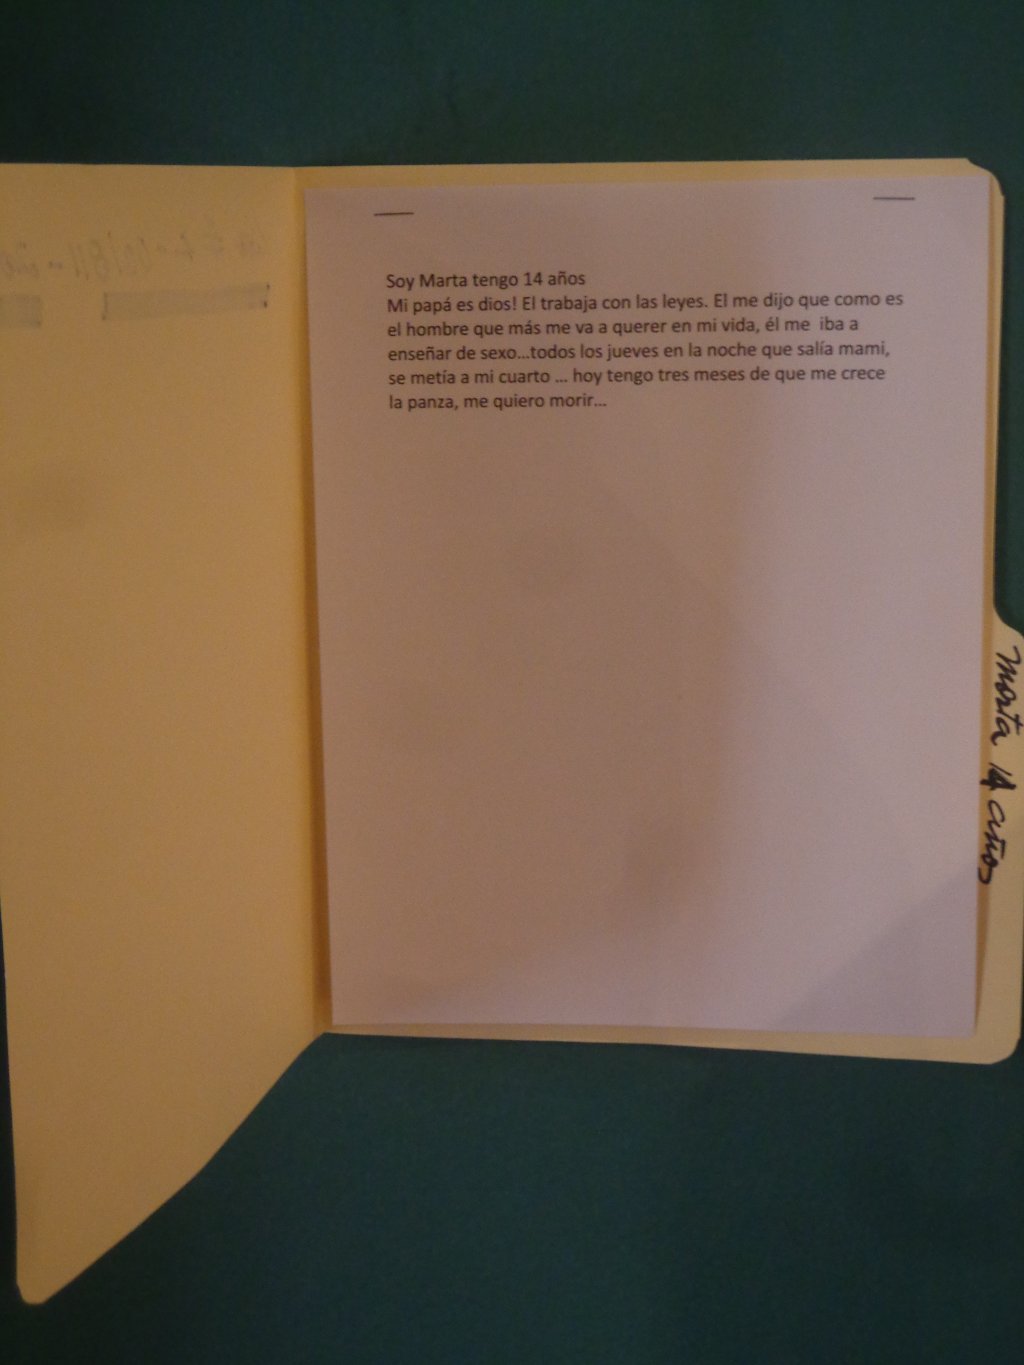 Soy Marta tengo 14 años
Mi papá es dios! El trabaja con las leyes. El me dijo que como es
el hombre que más me va a querer en mi vida, él me iba a
enseñar de sexo...todos los jueves en la noche que salía mami,
se metía a mi cuarto ... hoy tengo tres meses de que me crece
la panza, me quiero morir...
Marta 14 años